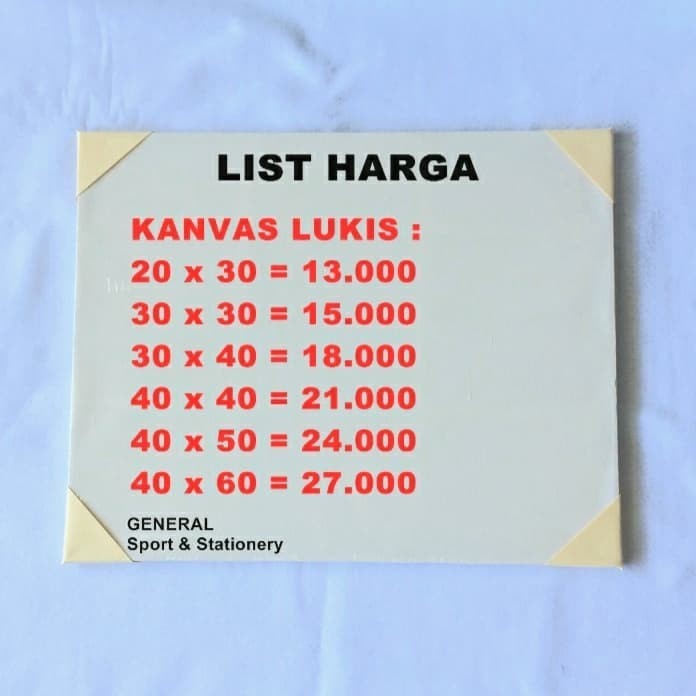 LIST HARGA
KANVAS LUKIS :
20 x 30 = 13.000
30 x 30 = 15.000
30 x 40 = 18.000
40 x 40 = 21.000
40 x 50 = 24.000
40 x 60 = 27.000
GENERAL
Sport & Stationery